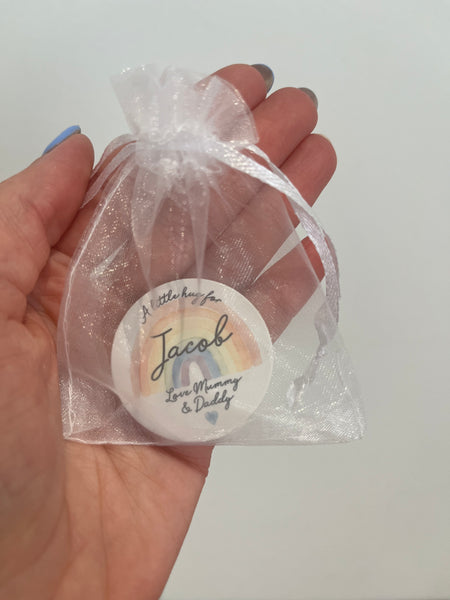 A little hug for
Jacob
Love Mummy
& Daddy